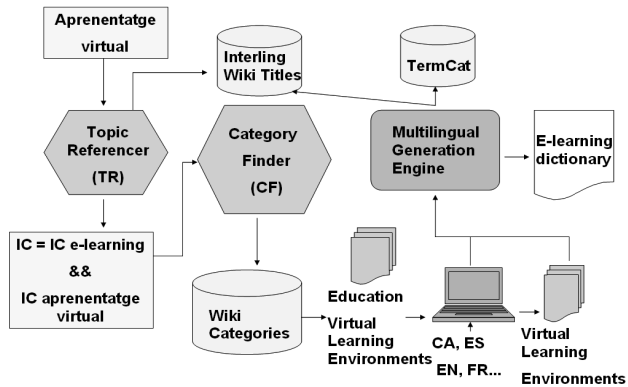 Aprenentatge
virtual
Interling
Wiki Titles
TermCat
Topic
Referencer
(TR)
Category
Finder
(CF)
Multilingual
Generation
Engine
E-learning
dictionary
IC = IC e-learning
&&
IC aprenentatge
virtual
Wiki
Categories
Education
Virtual
Learning
Environments
CA, ES
EN, FR...
Virtual
Learning
Environments